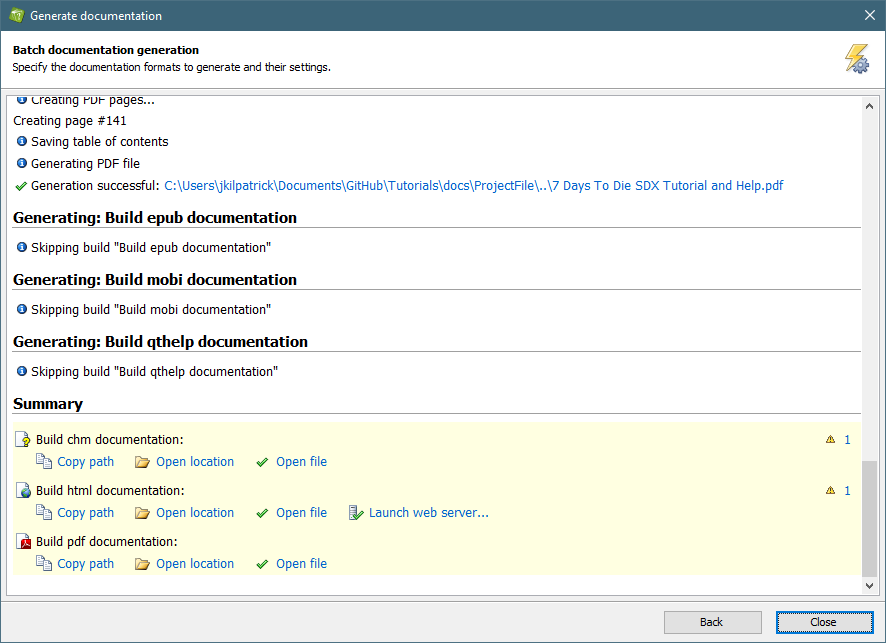 Generate documentation
Batch documentation generation
Specify the documentation formats to generate and their settings.
Creating PDF pages...
Creating page #141
Saving table of contents
Generating PDF file
Generation successful: C:\Users\jkilpatrick\Documents\GitHub\Tutorials\docs\ProjectFile\..\7 Days To Die SDX Tutorial and Help.pdf
Generating: Build epub documentation
Skipping build "Build epub documentation"
Generating: Build mobi documentation
Skipping build "Build mobi documentation"
Generating: Build qthelp documentation
Skipping build "Build qthelp documentation"
Summary
Build chm documentation: 1
Copy path Open location Open file
Build html documentation: 1
Copy path Open location Open file Launch web server...
Build pdf documentation:
Copy path Open location Open file
Back Close